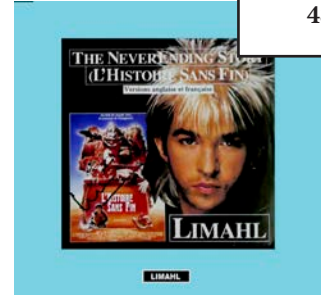 4
THE NEVERENDING STORY
(L'HISTOIRE SANS FIN)
Versions anglaise et française
L'HISTOIRE
SANS FIN
LIMAHL
LIMAHL